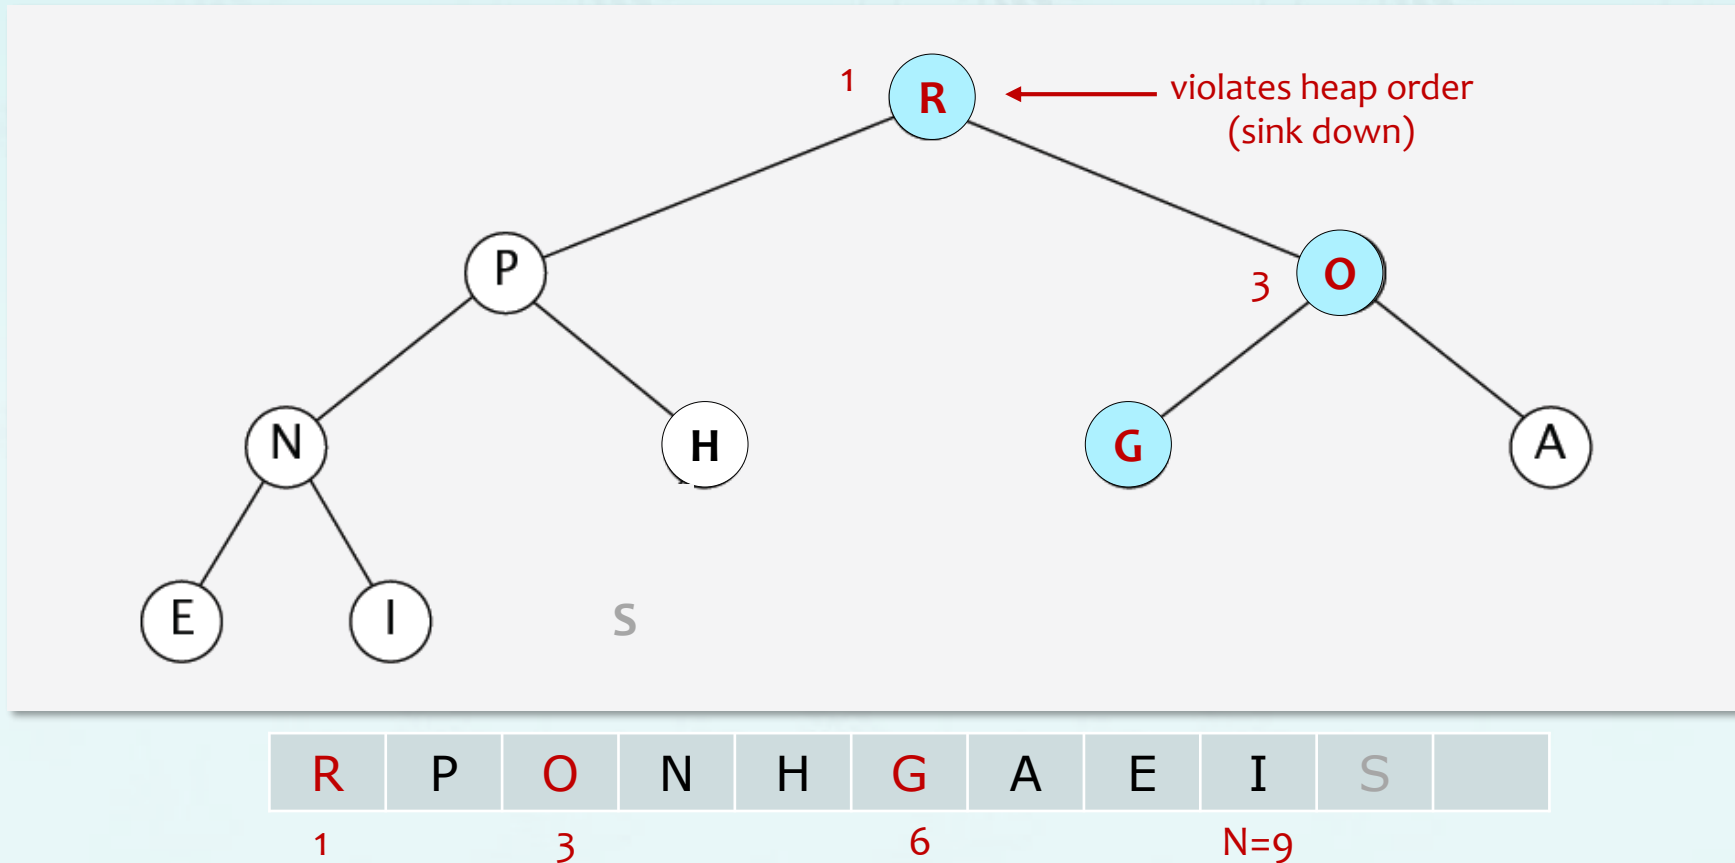 1
R
violates heap order
(sink down)
P
3
O
N
H
G
A
E
I
S
R P O N H G A E I S
1 3 6 N=9